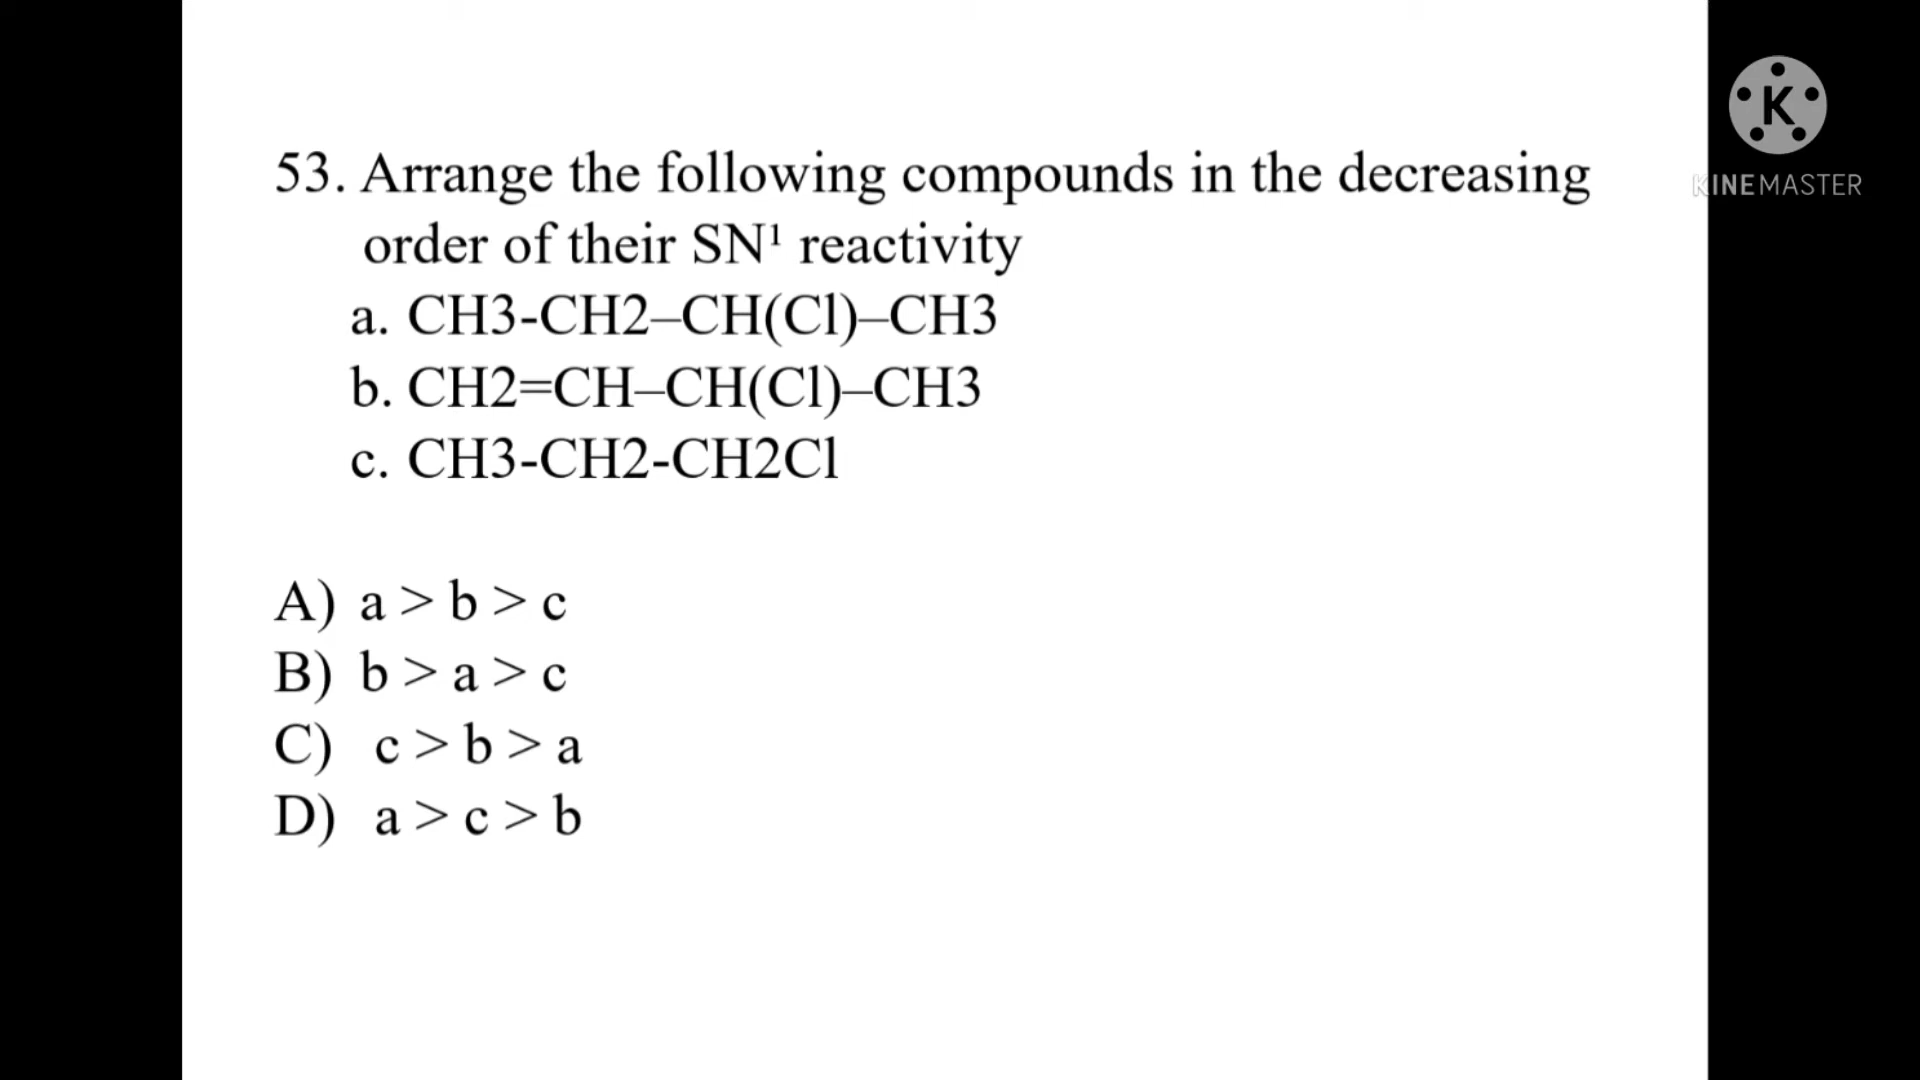 53. Arrange the following compounds in the decreasing
order of their SN¹ reactivity
a. CH3-CH2–CH(Cl)–CH3
b. CH2=CH–CH(Cl)–CH3
c. CH3-CH2-CH2Cl
A) a > b > c
B) b > a > c
C) c > b > a
D) a > c > b
K
KINEMASTER